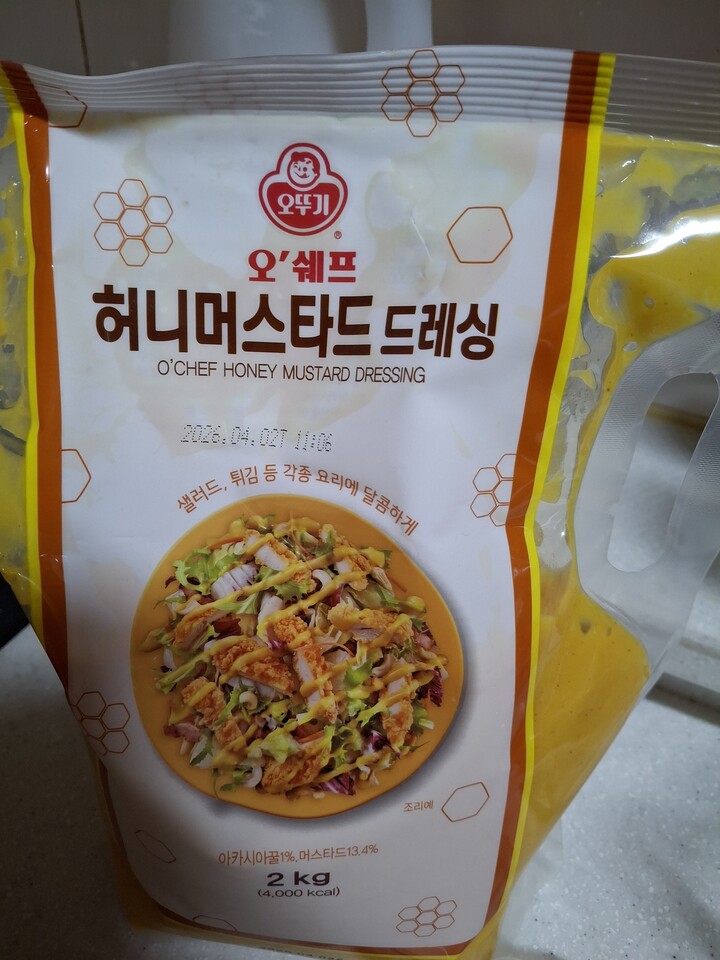 오뚜기
®
오'쉐프
허니머스타드 드레싱
O'CHEF HONEY MUSTARD DRESSING
2026.04.02T 11:06
샐러드, 튀김 등 각종 요리에 달콤하게
조리예
아카시아꿀1%, 머스타드13.4%
2 kg
(4,000 kcal)